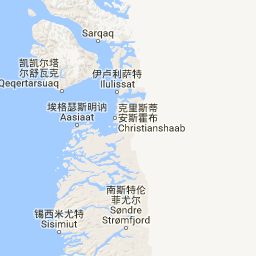 Sarqaq
凯凯尔塔
尔舒瓦克
Qeqertarsuaq
伊卢利萨特
Ilulissat
埃格瑟斯明讷
Aasiaat
克里斯蒂
安斯霍布
Christianshaab
南斯特伦
菲尤尔
Søndre
Strømfjord
锡西米尤特
Sisimiut